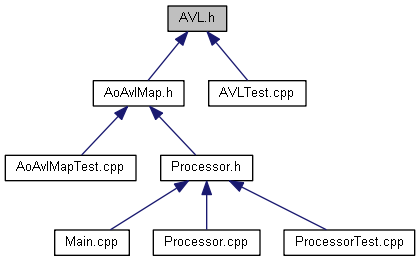 AVL.h
AoAvlMap.h
AVLTest.cpp
AoAvlMapTest.cpp
Processor.h
Main.cpp
Processor.cpp
ProcessorTest.cpp